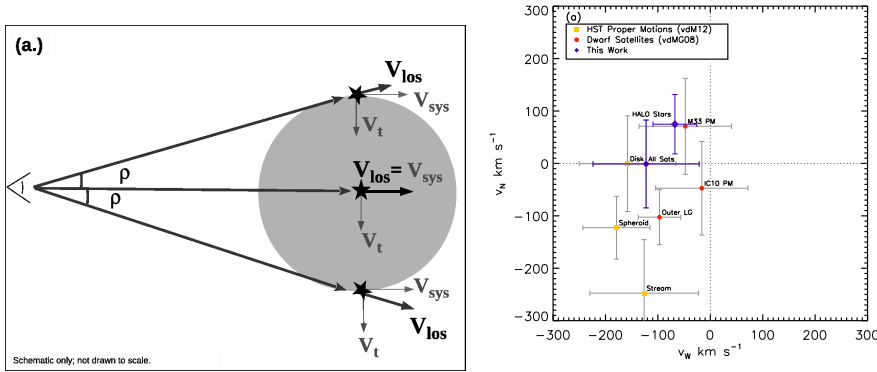 (a.)
V_los
V_sys
V_t
ρ
V_los = V_sys
ρ
V_t
V_sys
V_los
V_t
Schematic only; not drawn to scale.
(a)
HST Proper Motions (vdM12)
Dwarf Satellites (vdMG08)
This Work
HALO Stars
M33 PM
Disk
All Sats
IC10 PM
Outer LG
Spheroid
Stream
300
200
100
0
−100
−200
−300
v_N km s⁻¹
−300 −200 −100 0 100 200 300
v_W km s⁻¹